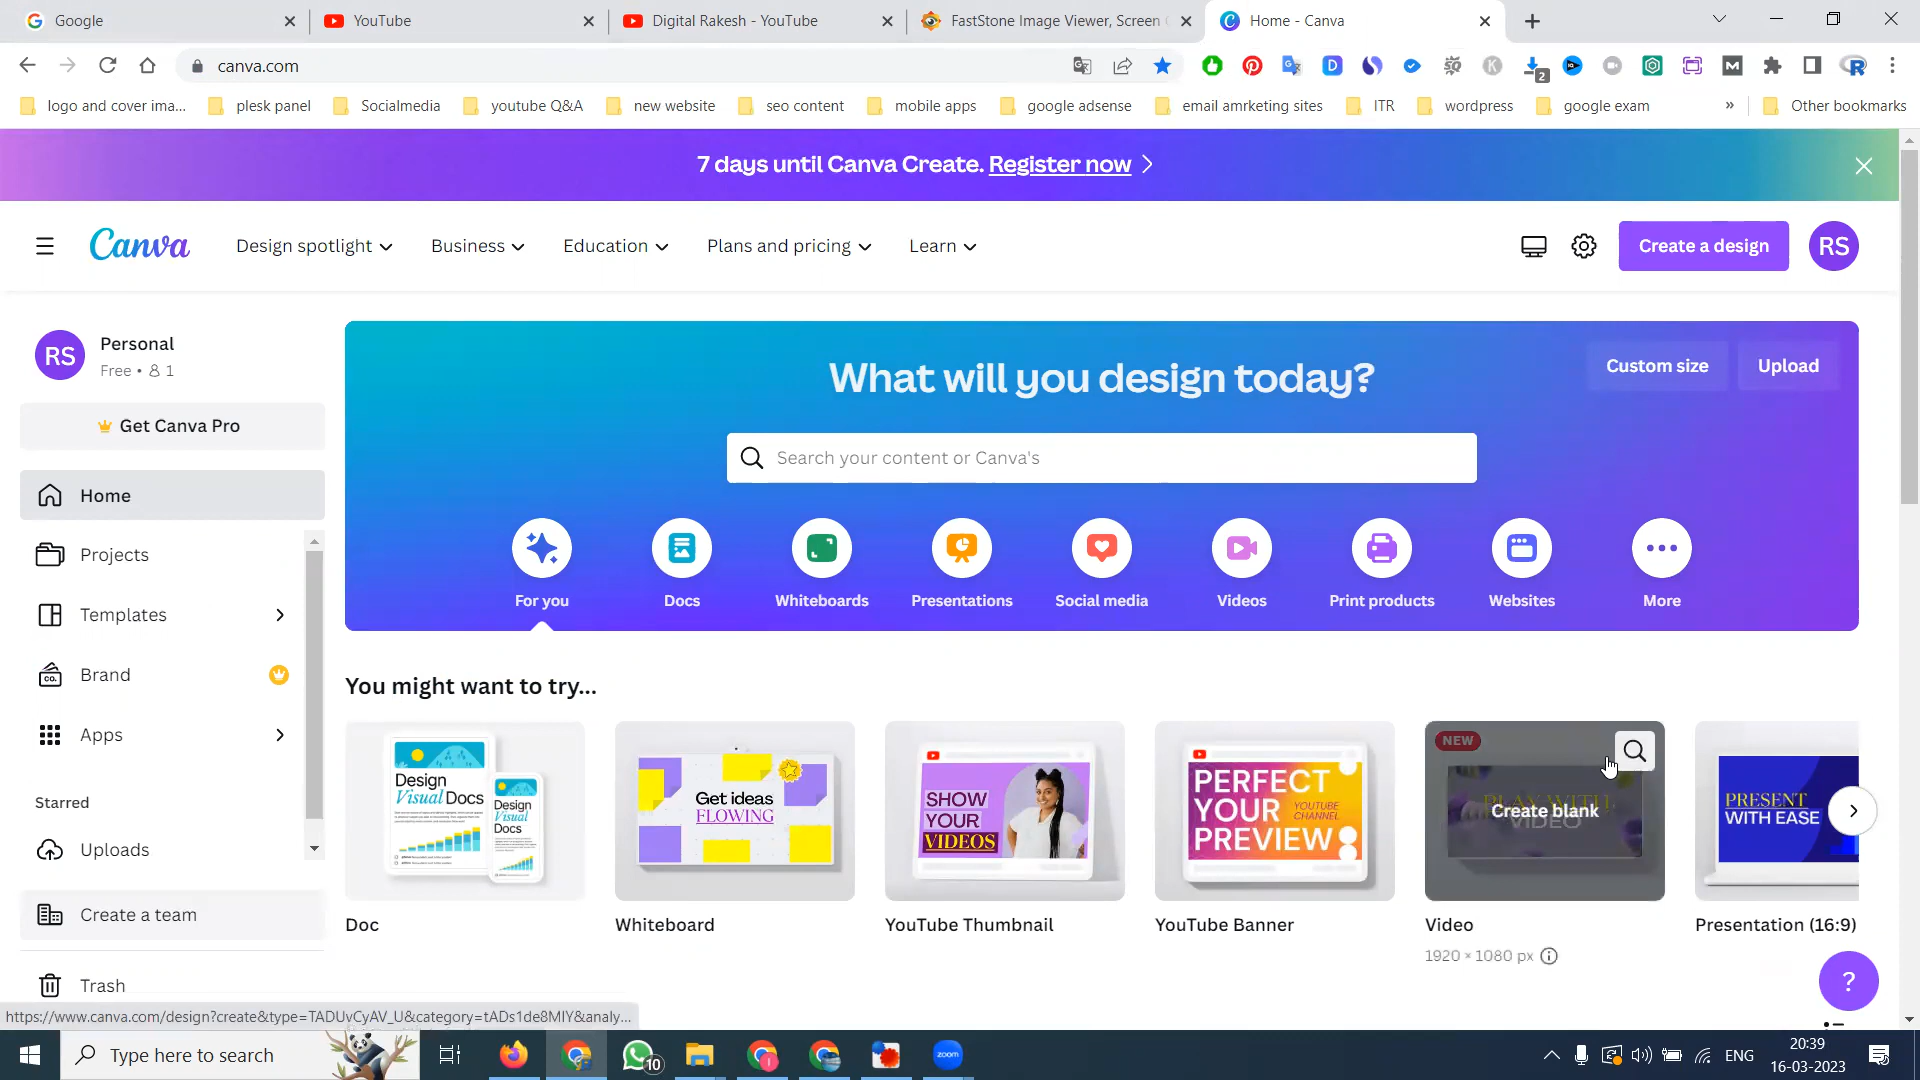 Google
YouTube
Digital Rakesh - YouTube
FastStone Image Viewer, Screen
Home - Canva
canva.com
logo and cover ima...
plesk panel
Socialmedia
youtube Q&A
new website
seo content
mobile apps
google adsense
email amrketing sites
ITR
wordpress
google exam
»
Other bookmarks
7 days until Canva Create. Register now
Canva
Design spotlight
Business
Education
Plans and pricing
Learn
Create a design
RS
RS
Personal
Free • 1
Get Canva Pro
Home
Projects
Templates
Brand
Apps
Starred
Uploads
Create a team
Trash
What will you design today?
Custom size
Upload
Search your content or Canva's
For you
Docs
Whiteboards
Presentations
Social media
Videos
Print products
Websites
More
You might want to try...
Design
Visual Docs
Design
Visual
Docs
Doc
Get ideas
FLOWING
Whiteboard
SHOW
YOUR
VIDEOS
YouTube Thumbnail
PERFECT
YOUR
YOUTUBE
CHANNEL
PREVIEW
YouTube Banner
NEW
PLAY WITH
VIDEO
Create blank
Video
1920 × 1080 px
PRESENT
WITH EASE
Presentation (16:9)
?
https://www.canva.com/design?create&type=TADUvCyAV_U&category=tADs1de8MIY&analy...
Type here to search
10
zoom
ENG
20:39
16-03-2023